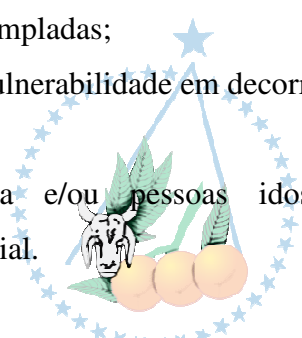 mpladas;
ulnerabilidade em decorr
a e/ou pessoas idos
ial.